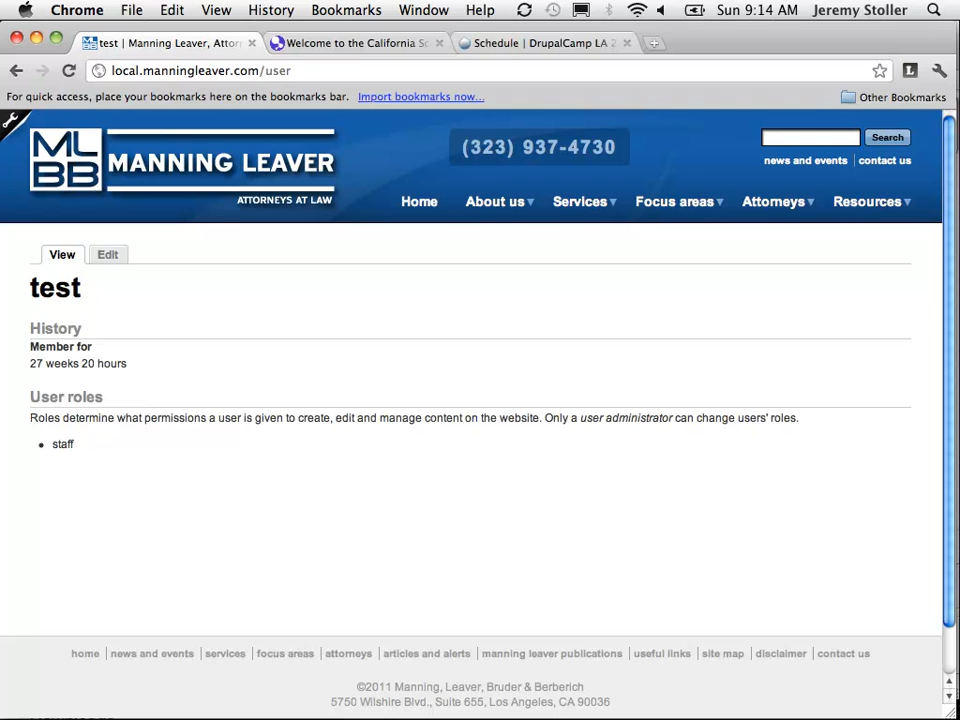 Chrome File Edit View History Bookmarks Window Help Sun 9:14 AM Jeremy Stoller
test | Manning Leaver, Attor Welcome to the California Sc Schedule | DrupalCamp LA 2
local.manningleaver.com/user
For quick access, place your bookmarks here on the bookmarks bar. Import bookmarks now... Other Bookmarks
ML
BB
MANNING LEAVER
ATTORNEYS AT LAW
(323) 937-4730
Search
news and events contact us
Home About us Services Focus areas Attorneys Resources
View Edit
test
History
Member for
27 weeks 20 hours
User roles
Roles determine what permissions a user is given to create, edit and manage content on the website. Only a user administrator can change users' roles.
• staff
home news and events services focus areas attorneys articles and alerts manning leaver publications useful links site map disclaimer contact us
©2011 Manning, Leaver, Bruder & Berberich
5750 Wilshire Blvd., Suite 655, Los Angeles, CA 90036